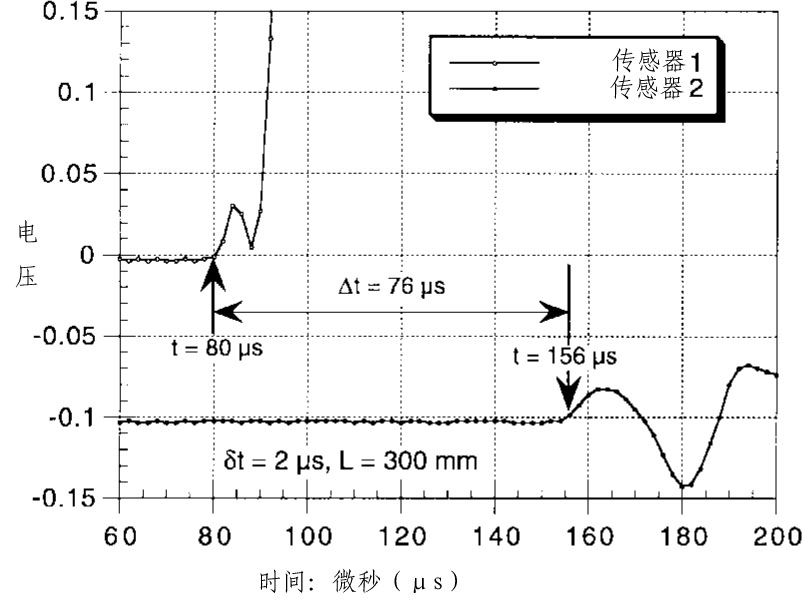 0.15
传感器1
传感器2
0.1
0.05
电压
0
Δt = 76 µs
-0.05
t = 80 µs
t = 156 µs
-0.1
δt = 2 µs, L = 300 mm
-0.15
60 80 100 120 140 160 180 200
时间: 微秒 ( µs )